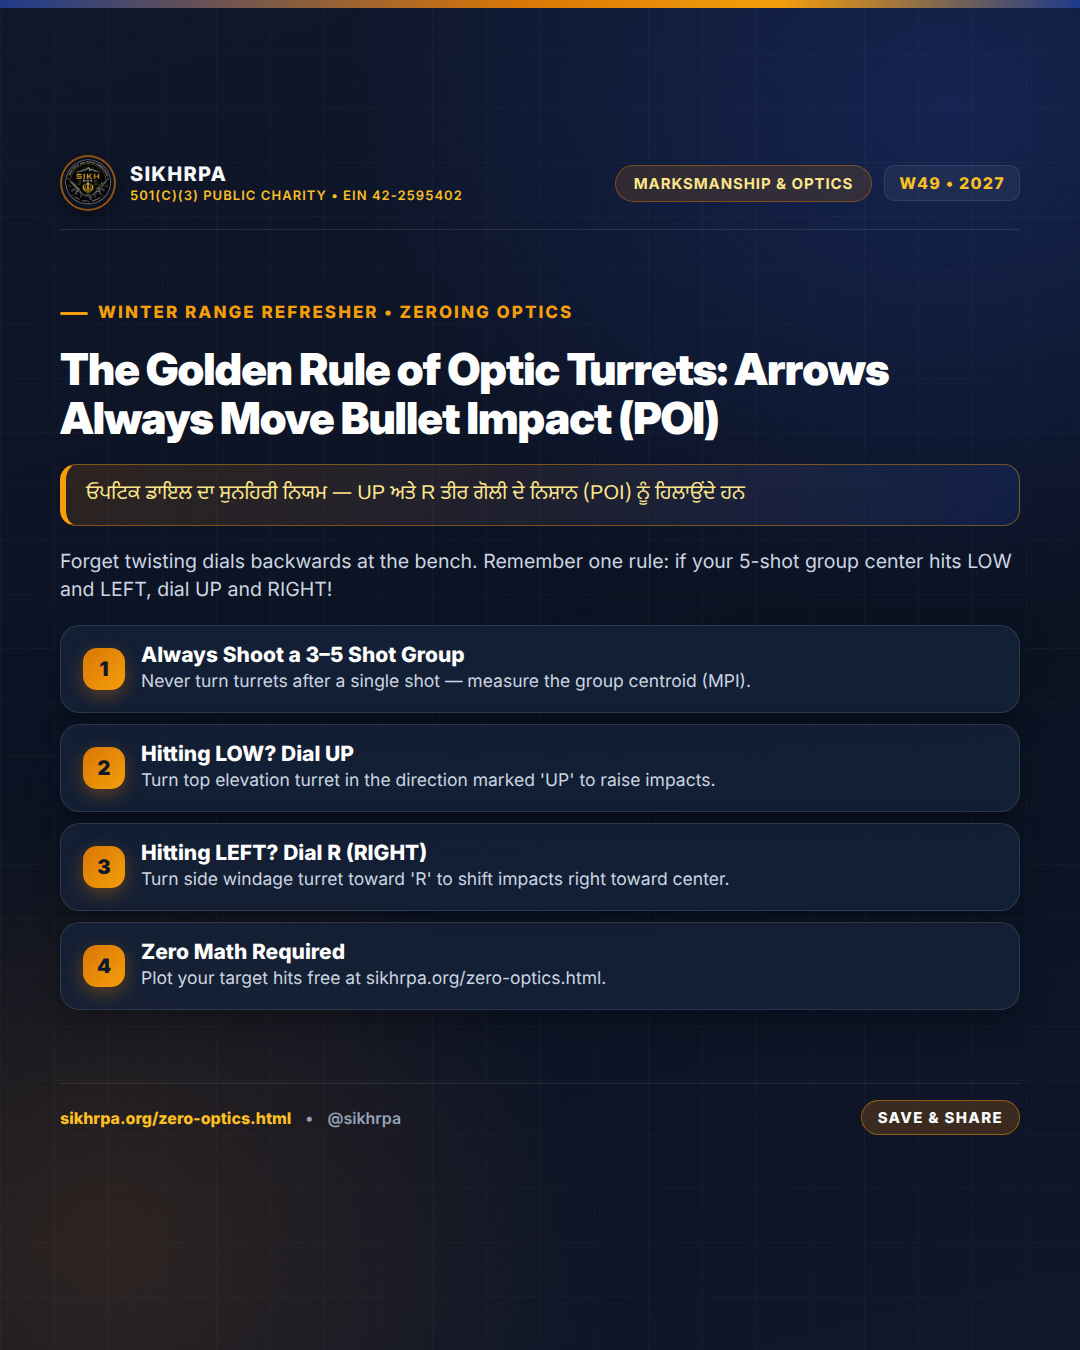 SIKH
SIKHRPA
501(C)(3) PUBLIC CHARITY • EIN 42-2595402
MARKSMANSHIP & OPTICS
W49 • 2027
WINTER RANGE REFRESHER • ZEROING OPTICS
The Golden Rule of Optic Turrets: Arrows
Always Move Bullet Impact (POI)
ਓਪਟਿਕ ਡਾਇਲ ਦਾ ਸੁਨਹਿਰੀ ਨਿਯਮ — UP ਅਤੇ R ਤੀਰ ਗੋਲੀ ਦੇ ਨਿਸ਼ਾਨ (POI) ਨੂੰ ਹਿਲਾਉਂਦੇ ਹਨ
Forget twisting dials backwards at the bench. Remember one rule: if your 5-shot group center hits LOW
and LEFT, dial UP and RIGHT!
1
Always Shoot a 3–5 Shot Group
Never turn turrets after a single shot — measure the group centroid (MPI).
2
Hitting LOW? Dial UP
Turn top elevation turret in the direction marked 'UP' to raise impacts.
3
Hitting LEFT? Dial R (RIGHT)
Turn side windage turret toward 'R' to shift impacts right toward center.
4
Zero Math Required
Plot your target hits free at sikhrpa.org/zero-optics.html.
sikhrpa.org/zero-optics.html • @sikhrpa
SAVE & SHARE